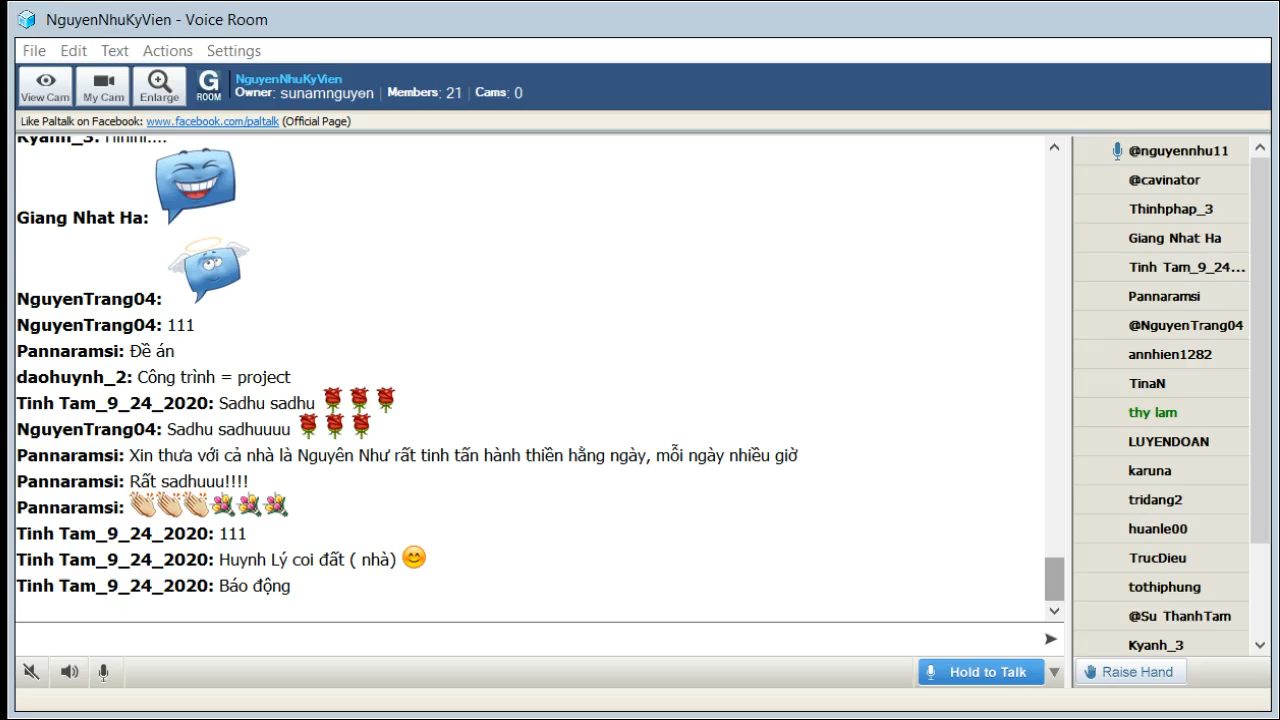 NguyenNhuKyVien - Voice Room
File Edit Text Actions Settings
View Cam My Cam Enlarge G ROOM
NguyenNhuKyVien
Owner: sunamnguyen Members: 21 Cams: 0
Like Paltalk on Facebook: www.facebook.com/paltalk (Official Page)
Kyanh_3: Hihihi....
Giang Nhat Ha:
NguyenTrang04:
NguyenTrang04: 111
Pannaramsi: Đề án
daohuynh_2: Công trình = project
Tinh Tam_9_24_2020: Sadhu sadhu
NguyenTrang04: Sadhu sadhuuuu
Pannaramsi: Xin thưa với cả nhà là Nguyên Như rất tinh tấn hành thiền hằng ngày, mỗi ngày nhiều giờ
Pannaramsi: Rất sadhuuu!!!!
Pannaramsi:
Tinh Tam_9_24_2020: 111
Tinh Tam_9_24_2020: Huynh Lý coi đất ( nhà)
Tinh Tam_9_24_2020: Báo động
@nguyennhu11
@cavinator
Thinhphap_3
Giang Nhat Ha
Tinh Tam_9_24...
Pannaramsi
@NguyenTrang04
annhien1282
TinaN
thy lam
LUYENDOAN
karuna
tridang2
huanle00
TrucDieu
tothiphung
@Su ThanhTam
Kyanh_3
Hold to Talk
Raise Hand